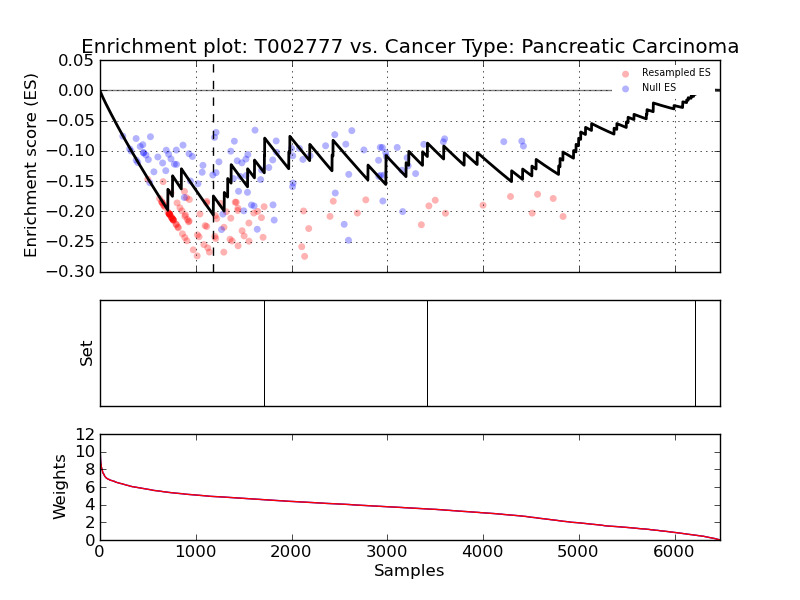 Enrichment plot: T002777 vs. Cancer Type: Pancreatic Carcinoma
Enrichment score (ES)
0.05
0.00
−0.05
−0.10
−0.15
−0.20
−0.25
−0.30
Resampled ES
Null ES
Set
Weights
12
10
8
6
4
2
0
0 1000 2000 3000 4000 5000 6000
Samples